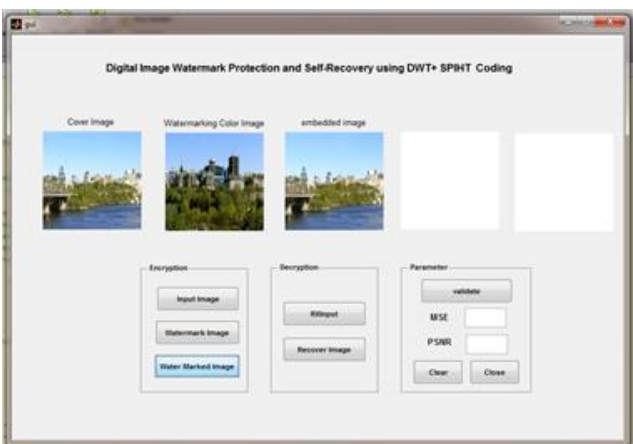 gui
Digital Image Watermark Protection and Self-Recovery using DWT+ SPIHT Coding
Cover Image
Watermarking Color Image
embedded image
Encryption
Input Image
Watermark Image
Water Marked Image
Decryption
Recover Image
Parameter
validate
MSE
PSNR
Clear
Close